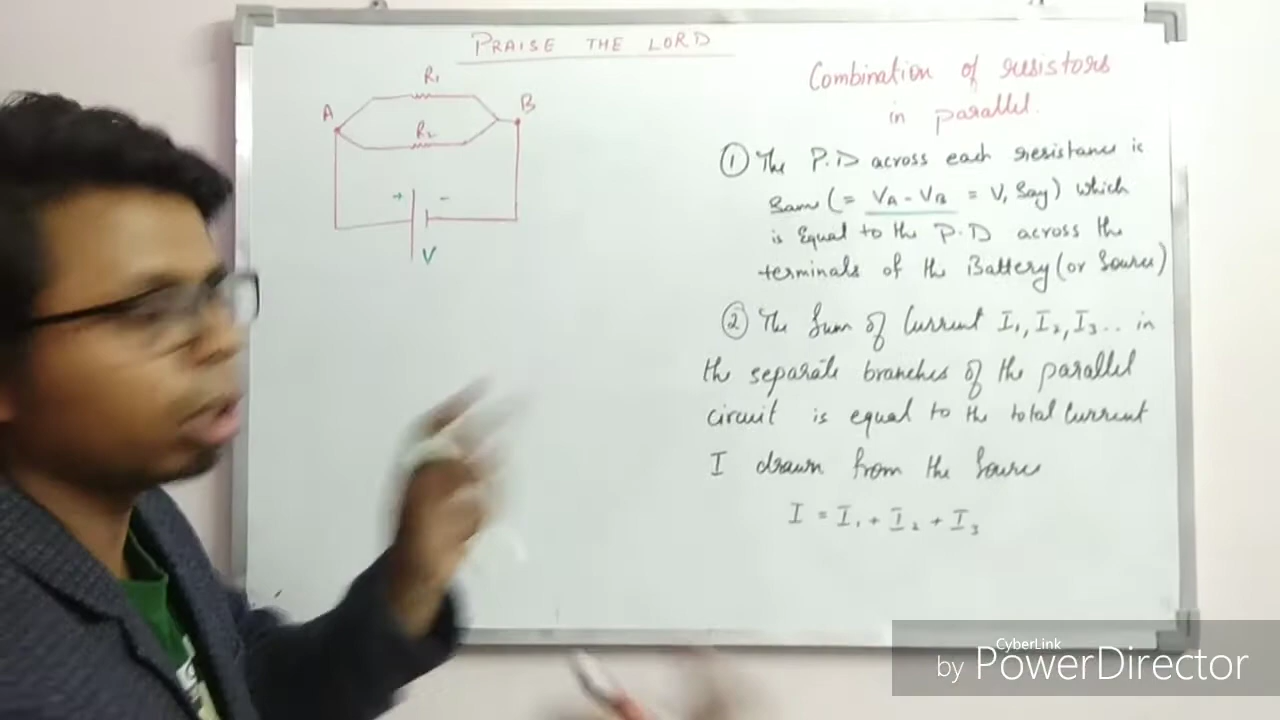 PRAISE THE LORD
R1
A
B
R2
+ -
V
Combination of resistors
in parallel.
① The P.D across each resistance is
Same (= VA - VB = V, Say) which
is Equal to the P.D across the
terminals of the Battery (or Source)
② The Sum of Current I1, I2, I3... in
the separate branches of the parallel
circuit is equal to the total Current
I drawn from the Source
I = I1 + I2 + I3
CyberLink
by PowerDirector